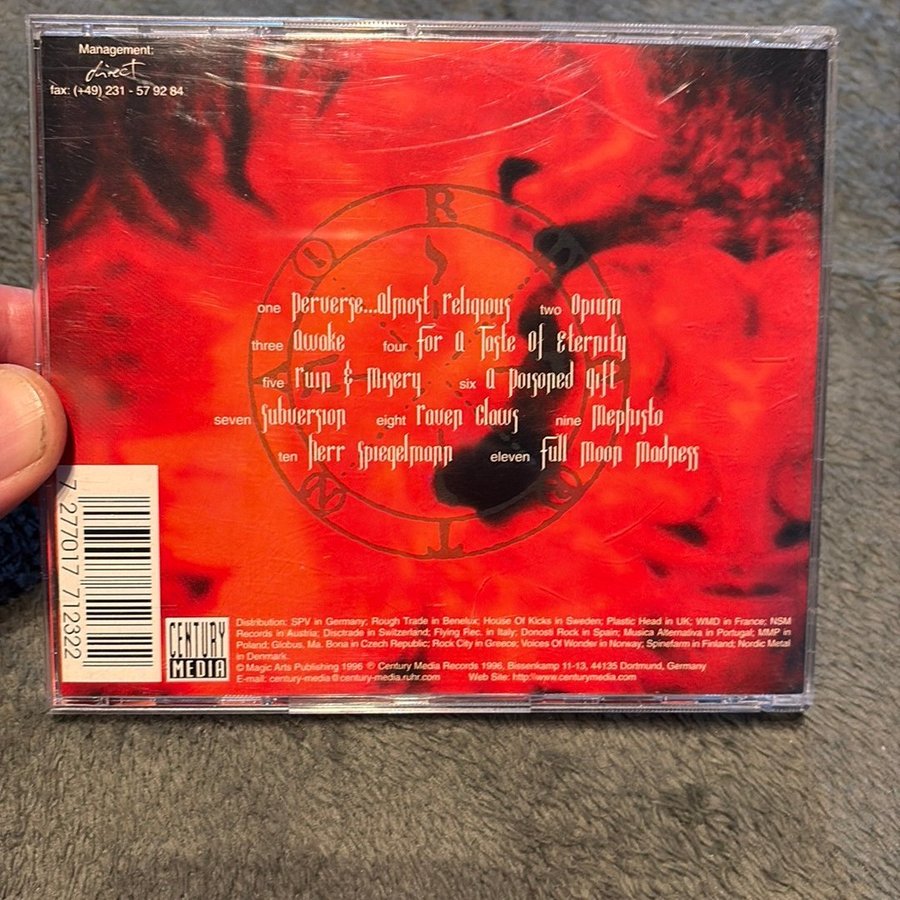 Management:
direct
fax: (+49) 231 - 57 92 84
one Perverse...Almost Religious two Opium
three Awake four For A Taste Of Eternity
five Ruin & Misery six A Poisoned Gift
seven Subversion eight Raven Claws nine Mephisto
ten Herr Spiegelmann eleven Full Moon Madness
7 277017 712322
CENTURY
MEDIA
Distribution: SPV in Germany; Rough Trade in Benelux; House Of Kicks in Sweden; Plastic Head in UK; WMD in France; NSM
Records in Austria; Disctrade in Switzerland; Flying Rec. in Italy; Donosti Rock in Spain; Musica Alternativa in Portugal; MMP in
Poland; Globus, Ma, Bona in Czech Republic; Rock City in Greece; Voices Of Wonder in Norway; Spinefarm in Finland; Nordic Metal
in Denmark.
© Magic Arts Publishing 1996 ℗ Century Media Records 1996, Bissenkamp 11-13, 44135 Dortmund, Germany
E-mail: century-media@century-media.ruhr.com Web Site: http://www.centurymedia.com